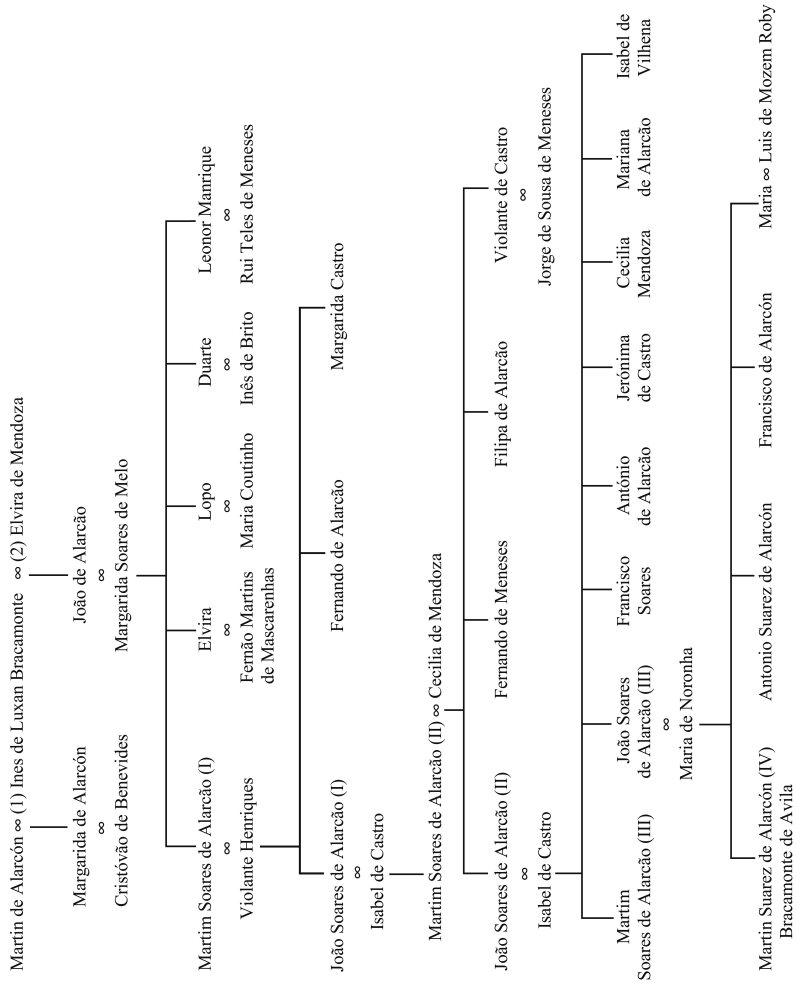 Martin de Alarcón ∞ (1) Ines de Luxan Bracamonte ∞ (2) Elvira de Mendoza
Margarida de Alarcón
∞
Cristóvão de Benevides
João de Alarcão
∞
Margarida Soares de Melo
Martim Soares de Alarcão (I)
∞
Violante Henriques
Elvira
∞
Fernão Martins
de Mascarenhas
Lopo
∞
Maria Coutinho
Duarte
∞
Inês de Brito
Leonor Manrique
∞
Rui Teles de Meneses
João Soares de Alarcão (I)
∞
Isabel de Castro
Fernando de Alarcão
Margarida Castro
Martim Soares de Alarcão (II) ∞ Cecilia de Mendoza
João Soares de Alarcão (II)
∞
Isabel de Castro
Fernando de Meneses
Filipa de Alarcão
Violante de Castro
∞
Jorge de Sousa de Meneses
Martim
Soares de Alarcão (III)
João Soares
de Alarcão (III)
∞
Maria de Noronha
Francisco
Soares
António
de Alarcão
Jerónima
de Castro
Cecilia
Mendoza
Mariana
de Alarcão
Isabel de
Vilhena
Martin Suarez de Alarcón (IV)
Bracamonte de Avila
Antonio Suarez de Alarcón
Francisco de Alarcón
Maria ∞ Luis de Mozem Roby